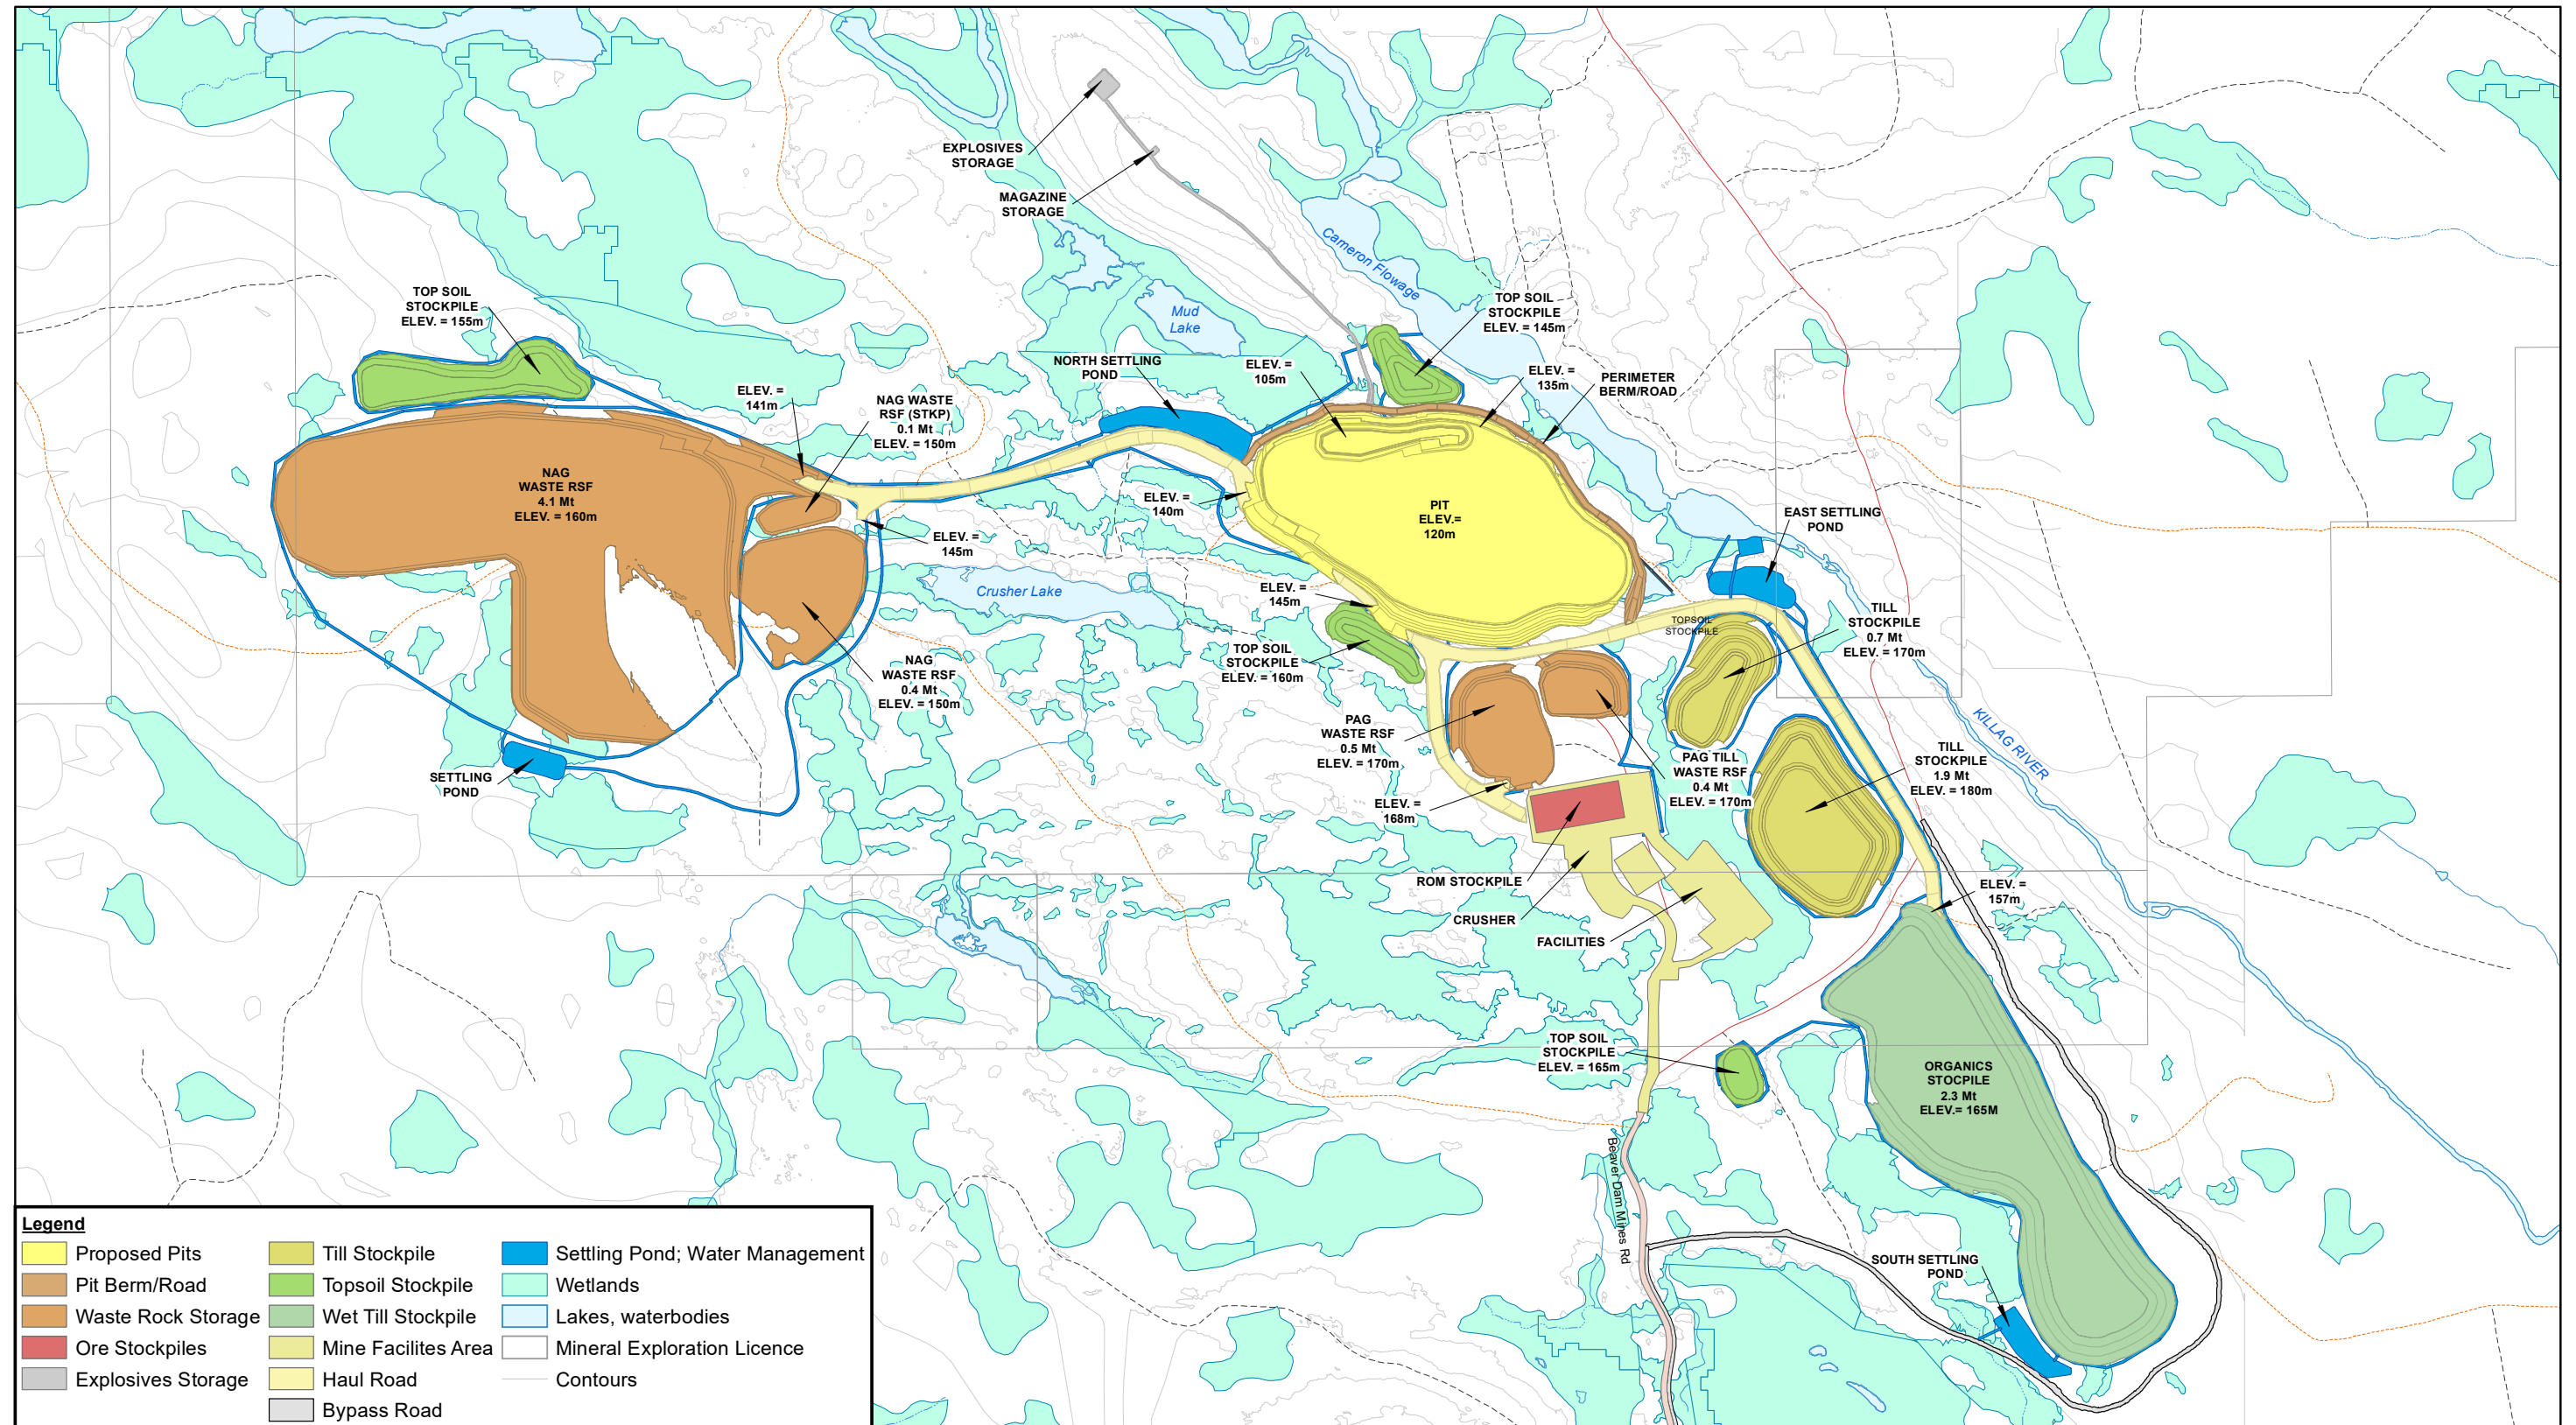 EXPLOSIVES
STORAGE
MAGAZINE
STORAGE
Cameron Flowage
TOP SOIL
STOCKPILE
ELEV. = 155m
TOP SOIL
STOCKPILE
ELEV. = 145m
Mud
Lake
NORTH SETTLING
POND
ELEV. =
105m
ELEV. =
135m
PERIMETER
BERM/ROAD
ELEV. =
141m
NAG WASTE
RSF (STKP)
0.1 Mt
ELEV. = 150m
NAG
WASTE RSF
4.1 Mt
ELEV. = 160m
ELEV. =
140m
PIT
ELEV.=
120m
EAST SETTLING
POND
ELEV. =
145m
Crusher Lake
ELEV. =
145m
TOPSOIL
STOCKPILE
TILL
STOCKPILE
0.7 Mt
ELEV. = 170m
TOP SOIL
STOCKPILE
ELEV. = 160m
NAG
WASTE RSF
0.4 Mt
ELEV. = 150m
KILLAG RIVER
PAG
WASTE RSF
0.5 Mt
ELEV. = 170m
PAG TILL
WASTE RSF
0.4 Mt
ELEV. = 170m
TILL
STOCKPILE
1.9 Mt
ELEV. = 180m
SETTLING
POND
ELEV. =
168m
ROM STOCKPILE
CRUSHER
FACILITIES
ELEV. =
157m
TOP SOIL
STOCKPILE
ELEV. = 165m
ORGANICS
STOCPILE
2.3 Mt
ELEV.= 165M
Beaver Dam Mines Rd
SOUTH SETTLING
POND
Legend
Proposed Pits
Pit Berm/Road
Waste Rock Storage
Ore Stockpiles
Explosives Storage
Till Stockpile
Topsoil Stockpile
Wet Till Stockpile
Mine Facilites Area
Haul Road
Bypass Road
Settling Pond; Water Management
Wetlands
Lakes, waterbodies
Mineral Exploration Licence
Contours